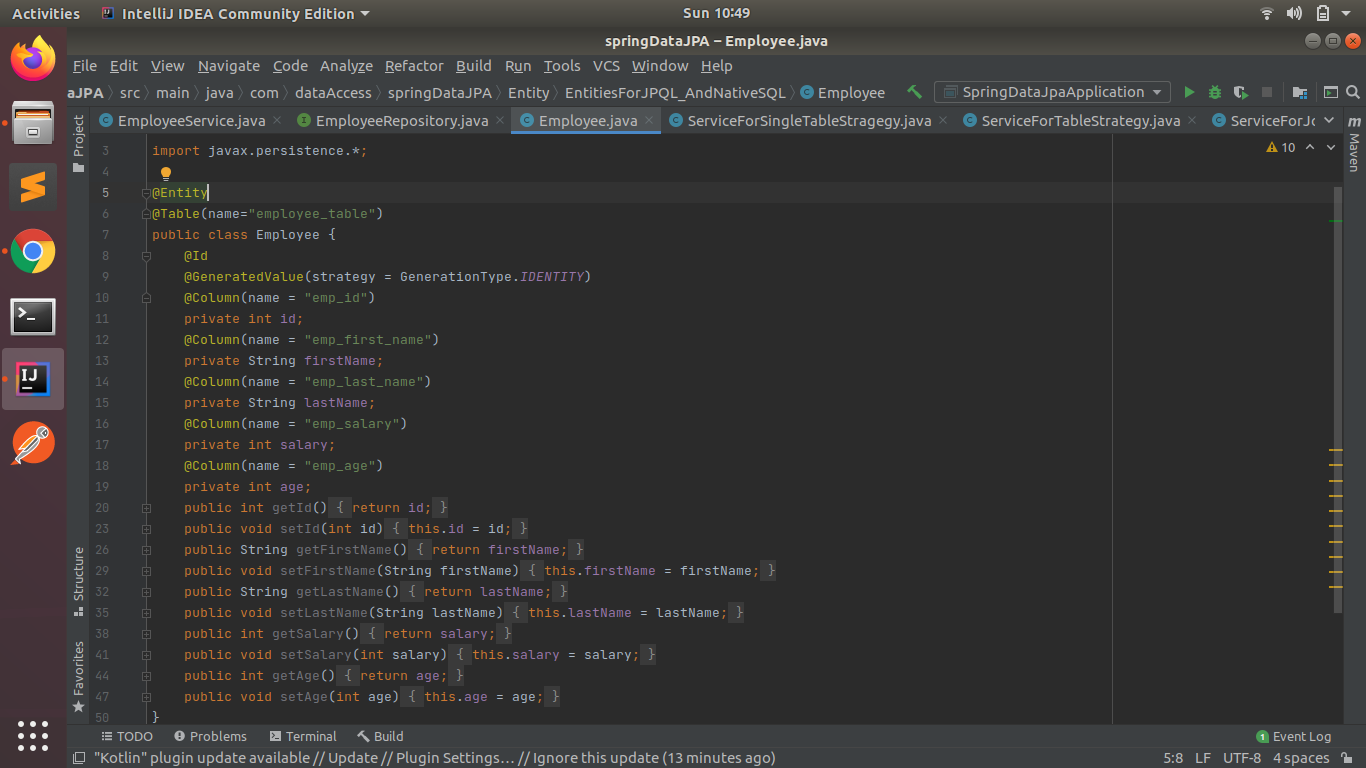 Activities IntelliJ IDEA Community Edition Sun 10:49
springDataJPA – Employee.java
File Edit View Navigate Code Analyze Refactor Build Run Tools VCS Window Help
aJPA src main java com dataAccess springDataJPA Entity EntitiesForJPQL_AndNativeSQL Employee SpringDataJpaApplication
EmployeeService.java EmployeeRepository.java Employee.java ServiceForSingleTableStragegy.java ServiceForTableStrategy.java ServiceForJo
Project
Structure
Favorites
Maven
10
3 import javax.persistence.*;
4
5 @Entity
6 @Table(name="employee_table")
7 public class Employee {
8 @Id
9 @GeneratedValue(strategy = GenerationType.IDENTITY)
10 @Column(name = "emp_id")
11 private int id;
12 @Column(name = "emp_first_name")
13 private String firstName;
14 @Column(name = "emp_last_name")
15 private String lastName;
16 @Column(name = "emp_salary")
17 private int salary;
18 @Column(name = "emp_age")
19 private int age;
20 public int getId() { return id; }
23 public void setId(int id) { this.id = id; }
26 public String getFirstName() { return firstName; }
29 public void setFirstName(String firstName) { this.firstName = firstName; }
32 public String getLastName() { return lastName; }
35 public void setLastName(String lastName) { this.lastName = lastName; }
38 public int getSalary() { return salary; }
41 public void setSalary(int salary) { this.salary = salary; }
44 public int getAge() { return age; }
47 public void setAge(int age) { this.age = age; }
50 }
TODO Problems Terminal Build 1 Event Log
"Kotlin" plugin update available // Update // Plugin Settings... // Ignore this update (13 minutes ago) 5:8 LF UTF-8 4 spaces